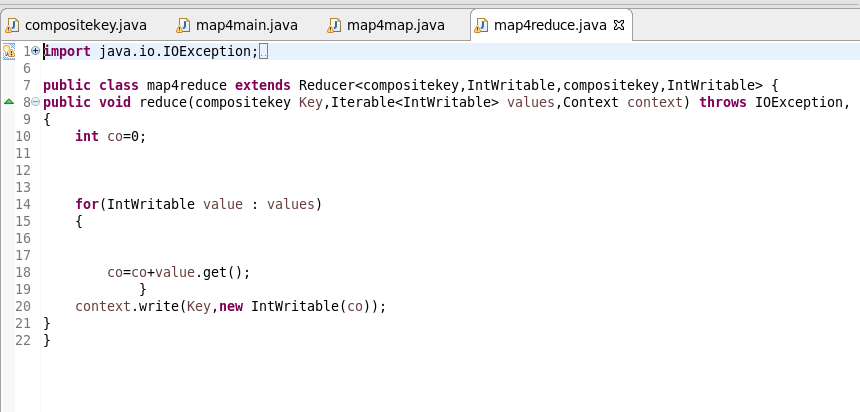 compositekey.java map4main.java map4map.java map4reduce.java
1 import java.io.IOException;
6
7 public class map4reduce extends Reducer<compositekey,IntWritable,compositekey,IntWritable> {
8 public void reduce(compositekey Key,Iterable<IntWritable> values,Context context) throws IOException,
9 {
10     int co=0;
11
12
13
14     for(IntWritable value : values)
15     {
16
17
18         co=co+value.get();
19             }
20     context.write(Key,new IntWritable(co));
21 }
22 }